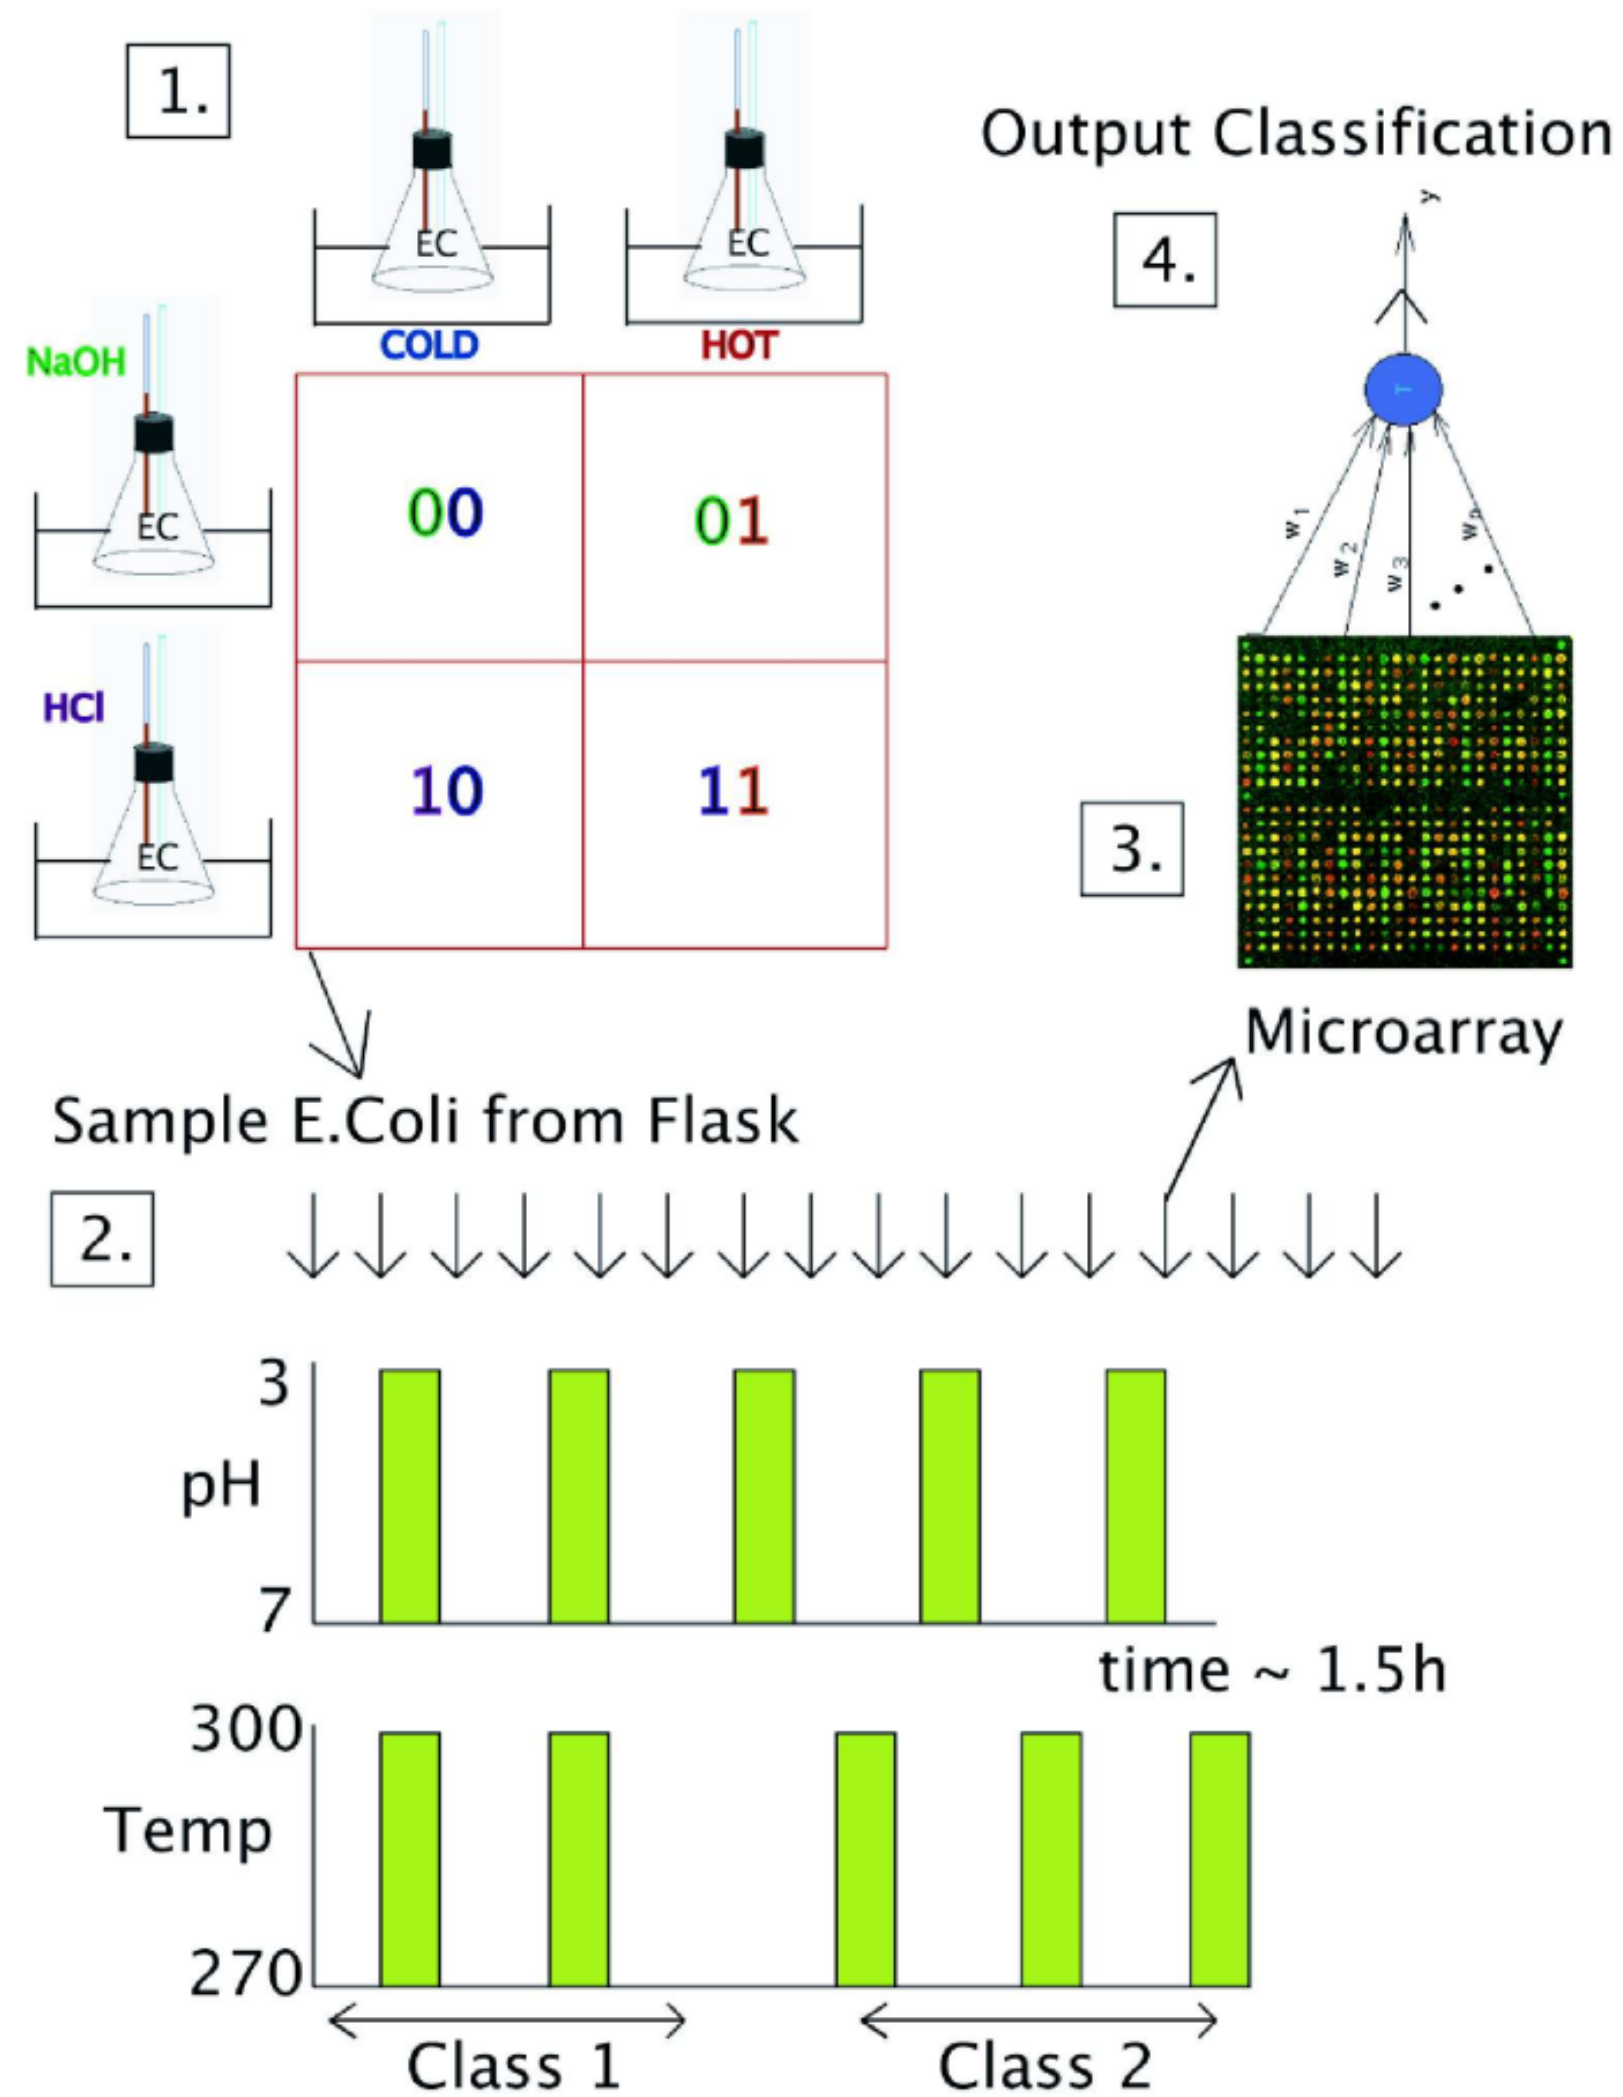 1.
EC
EC
COLD
HOT
NaOH
EC
HCl
EC
00
01
10
11
Output Classification
4.
y
T
w1
w2
w3
3.
Microarray
Sample E.Coli from Flask
2.
3
pH
7
time ~ 1.5h
300
Temp
270
Class 1
Class 2